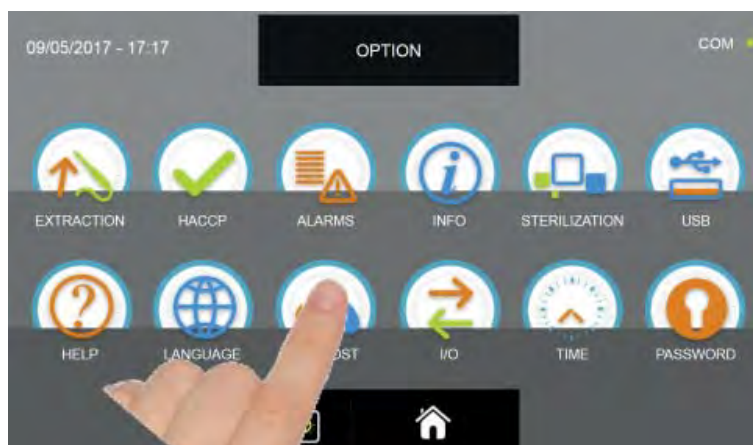 09/05/2017 - 17:17
OPTION
COM
EXTRACTION
HACCP
ALARMS
INFO
STERILIZATION
USB
HELP
LANGUAGE
I/O
TIME
PASSWORD